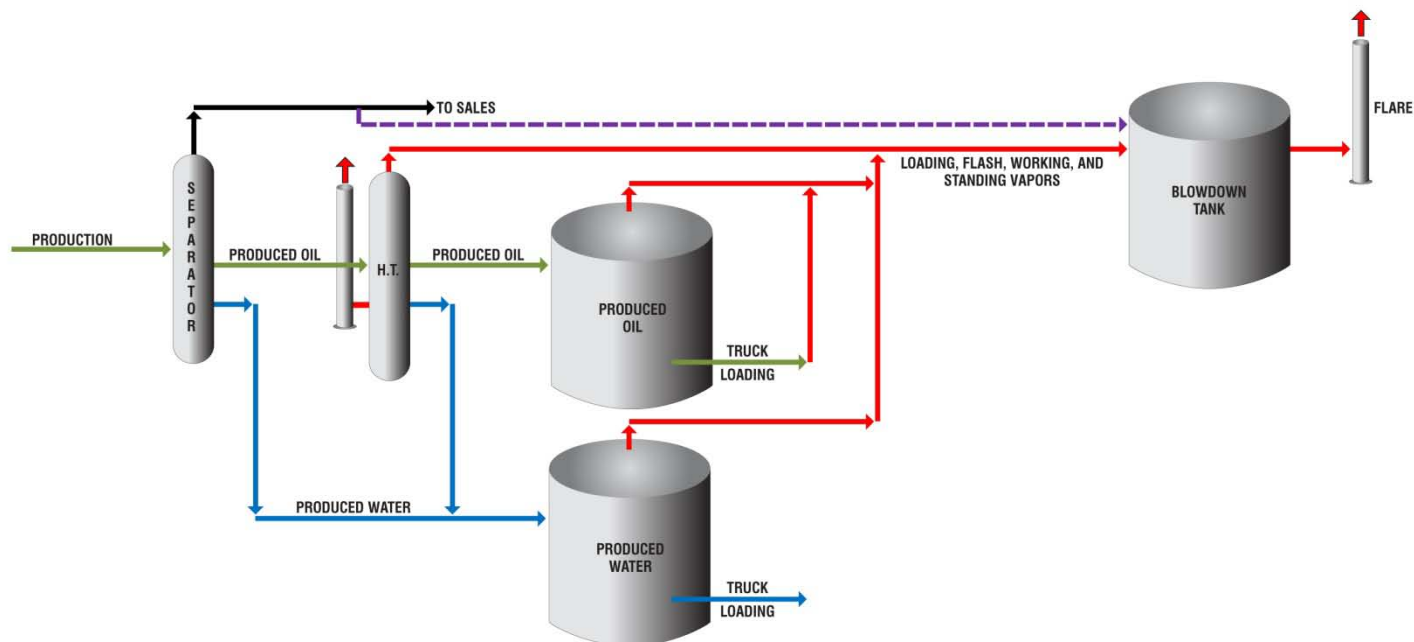 TO SALES
FLARE
LOADING, FLASH, WORKING, AND
STANDING VAPORS
BLOWDOWN
TANK
SEPARATOR
PRODUCTION
PRODUCED OIL
H.T.
PRODUCED OIL
PRODUCED
OIL
TRUCK
LOADING
PRODUCED WATER
PRODUCED
WATER
TRUCK
LOADING